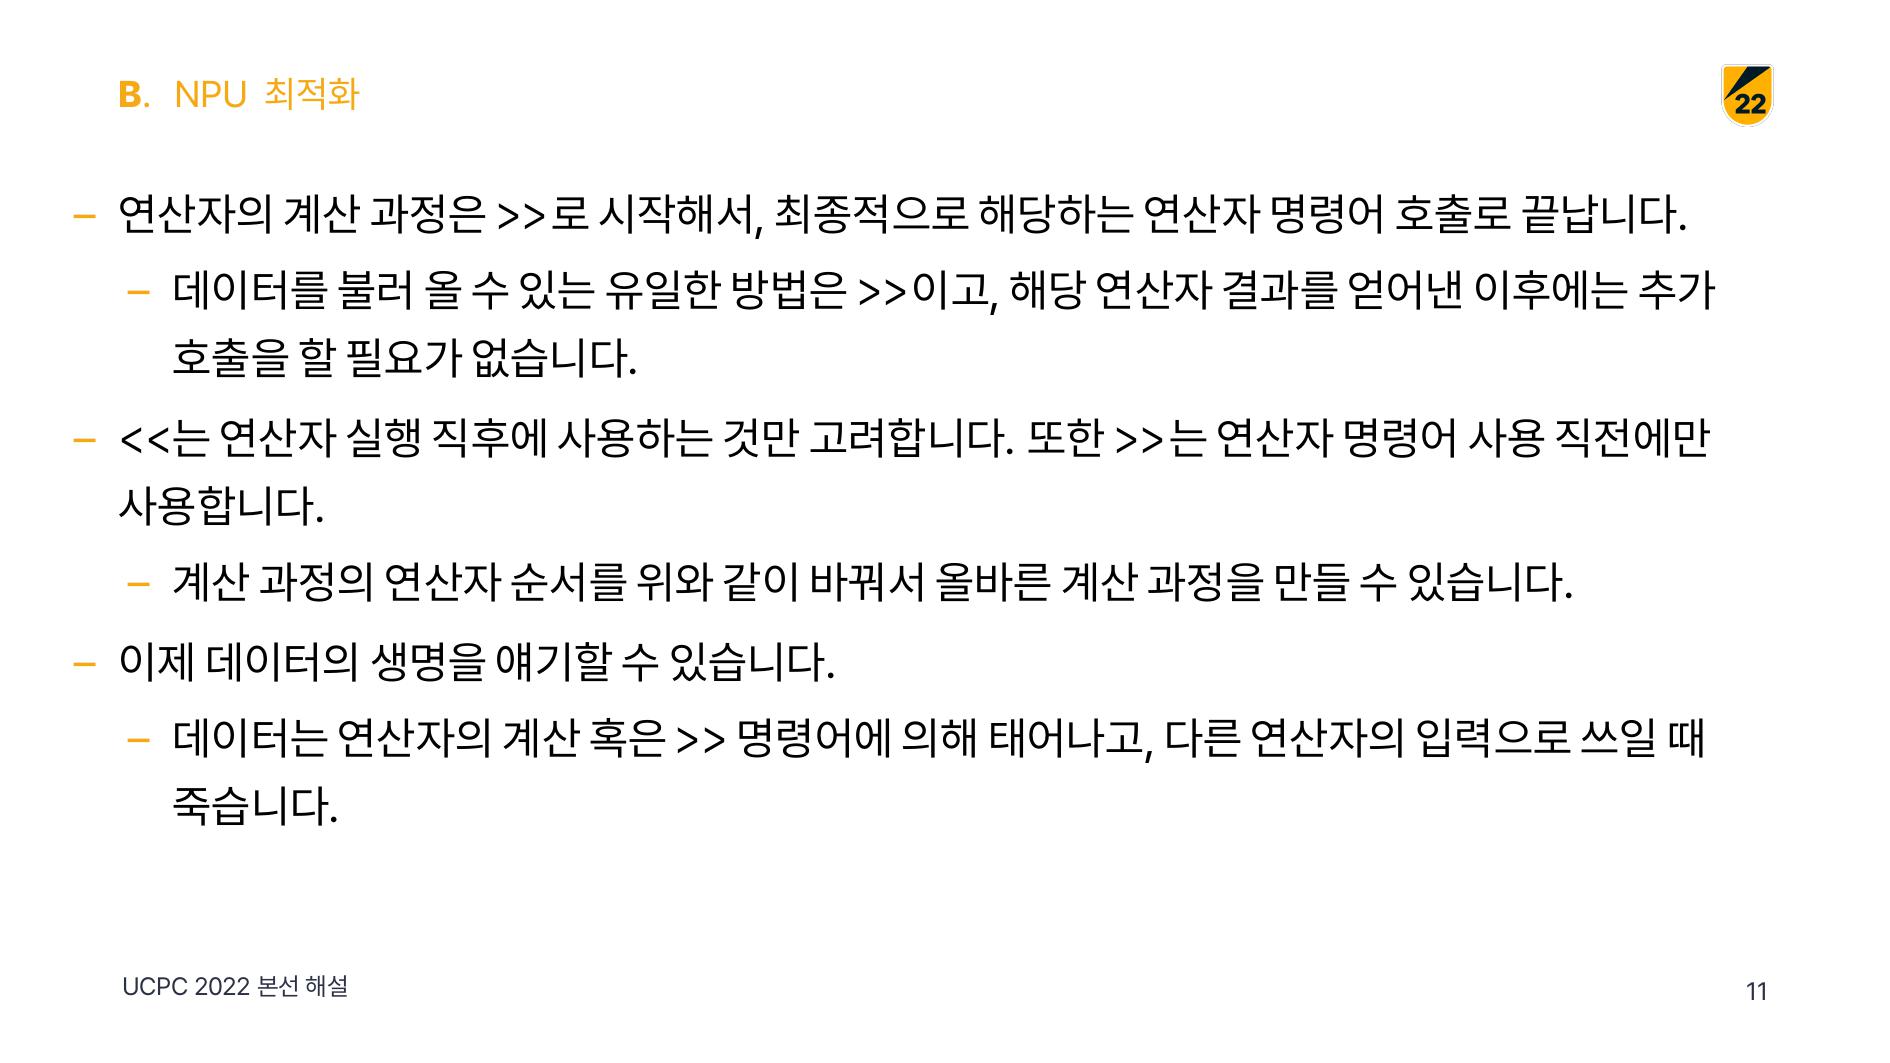 B. NPU 최적화
22
– 연산자의 계산 과정은 >>로 시작해서, 최종적으로 해당하는 연산자 명령어 호출로 끝납니다.
– 데이터를 불러 올 수 있는 유일한 방법은 >>이고, 해당 연산자 결과를 얻어낸 이후에는 추가
호출을 할 필요가 없습니다.
– <<는 연산자 실행 직후에 사용하는 것만 고려합니다. 또한 >>는 연산자 명령어 사용 직전에만
사용합니다.
– 계산 과정의 연산자 순서를 위와 같이 바꿔서 올바른 계산 과정을 만들 수 있습니다.
– 이제 데이터의 생명을 얘기할 수 있습니다.
– 데이터는 연산자의 계산 혹은 >> 명령어에 의해 태어나고, 다른 연산자의 입력으로 쓰일 때
죽습니다.
UCPC 2022 본선 해설
11